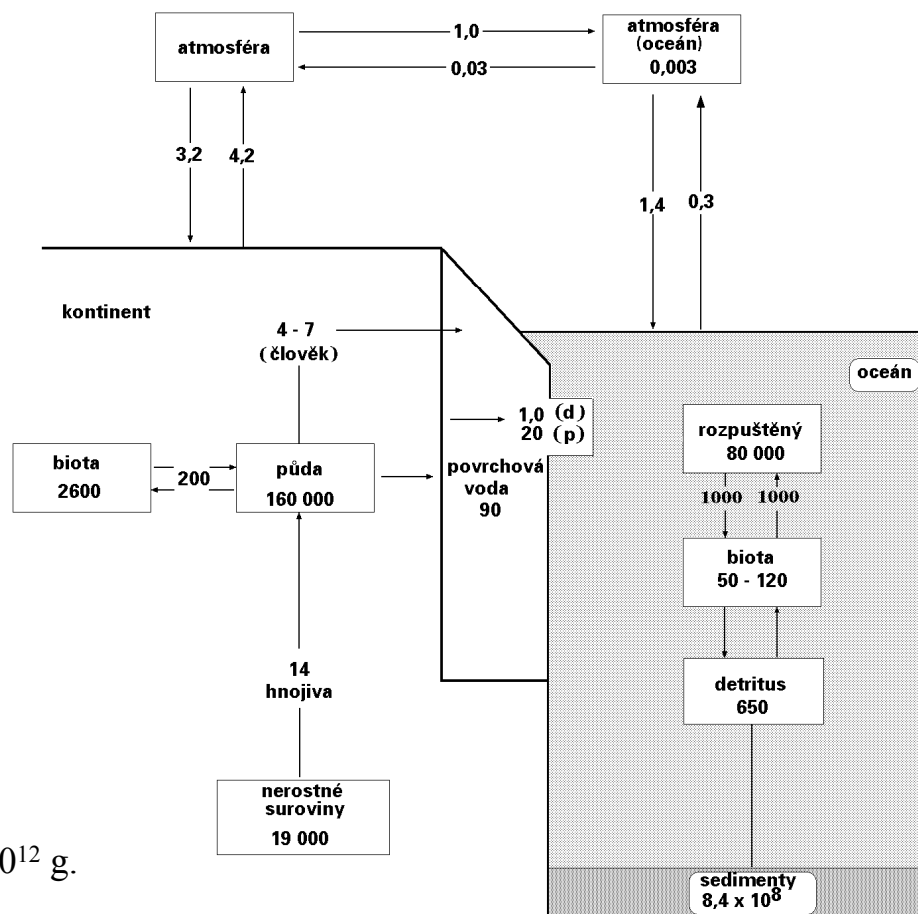 atmosféra
1,0
0,03
atmosféra
(oceán)
0,003
3,2 4,2
1,4 0,3
kontinent
4 - 7
(člověk)
oceán
1,0 (d)
20 (p)
rozpuštěný
80 000
biota
2600
200
půda
160 000
povrchová
voda
90
1000 1000
biota
50 - 120
14
hnojiva
detritus
650
nerostné
suroviny
19 000
0¹² g.
sedimenty
8,4 x 10⁸